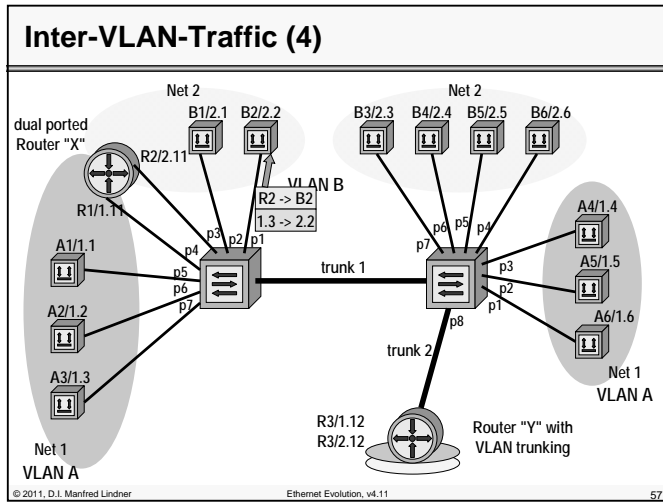 Inter-VLAN-Traffic (4)
Net 2
Net 2
B1/2.1
B2/2.2
B3/2.3
B4/2.4
B5/2.5
B6/2.6
dual ported
Router "X"
R2/2.11
R1/1.11
VLAN B
R2 -> B2
1.3 -> 2.2
p3
p2
p1
p4
p5
p6
p7
A1/1.1
A2/1.2
A3/1.3
Net 1
VLAN A
trunk 1
p7
p6
p5
p4
p3
p2
p1
p8
A4/1.4
A5/1.5
A6/1.6
Net 1
VLAN A
trunk 2
R3/1.12
R3/2.12
Router "Y" with
VLAN trunking
© 2011, D.I. Manfred Lindner
Ethernet Evolution, v4.11
57